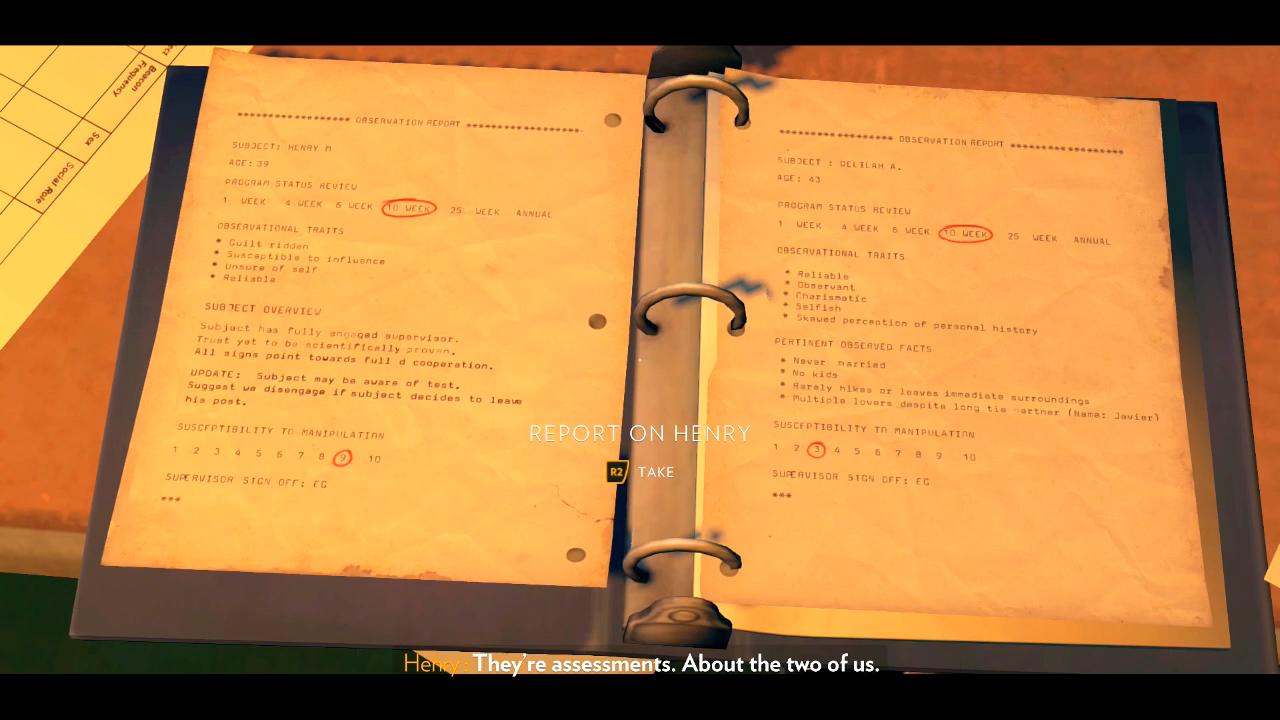 Beacon
Frequency
Sex
Social Role
******************** OBSERVATION REPORT ********************
SUBJECT: HENRY M
AGE: 39
PROGRAM STATUS REVIEW
1 WEEK 4 WEEK 6 WEEK 10 WEEK 25 WEEK ANNUAL
OBSERVATIONAL TRAITS
* Guilt ridden
* Susceptible to influence
* Unsure of self
* Reliable
SUBJECT OVERVIEW
Subject has fully engaged supervisor.
Trust yet to be scientifically proven.
All signs point towards full d cooperation.
UPDATE: Subject may be aware of test.
Suggest we disengage if subject decides to leave
his post.
SUSCEPTIBILITY TO MANIPULATION
1 2 3 4 5 6 7 8 9 10
SUPERVISOR SIGN OFF: EG
***
******************** OBSERVATION REPORT ********************
SUBJECT : DELILAH A.
AGE: 43
PROGRAM STATUS REVIEW
1 WEEK 4 WEEK 6 WEEK 10 WEEK 25 WEEK ANNUAL
OBSERVATIONAL TRAITS
* Reliable
* Observant
* Charismatic
* Selfish
* Skewed perception of personal history
PERTINENT OBSERVED FACTS
* Never married
* No kids
* Rarely hikes or leaves immediate surroundings
* Multiple lovers despite long tie partner (Name: Javier)
SUSCEPTIBILITY TO MANIPULATION
1 2 3 4 5 6 7 8 9 10
SUPERVISOR SIGN OFF: EG
***
REPORT ON HENRY
R2 TAKE
Henry : They're assessments. About the two of us.